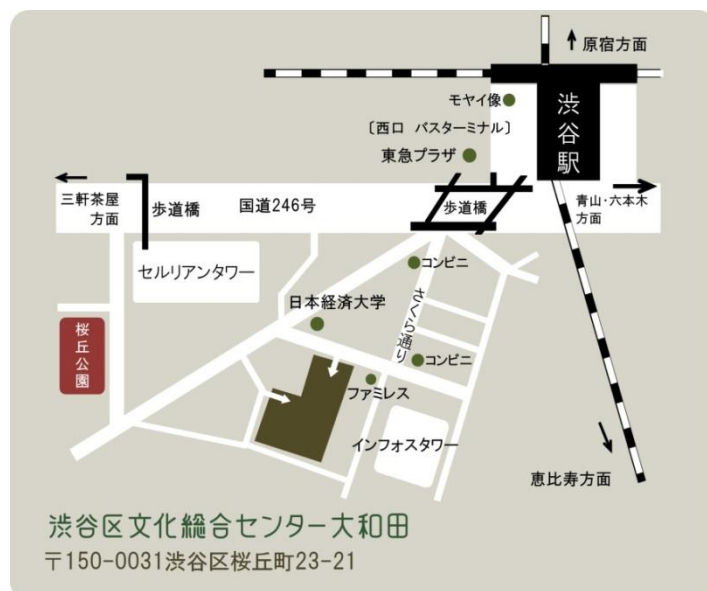 原宿方面
モヤイ像
渋谷駅
〔西口 バスターミナル〕
東急プラザ
三軒茶屋
方面
歩道橋
国道246号
歩道橋
青山・六本木
方面
セルリアンタワー
コンビニ
日本経済大学
さくら通り
桜丘公園
コンビニ
ファミレス
インフォスタワー
恵比寿方面
渋谷区文化総合センター大和田
〒150-0031渋谷区桜丘町23-21